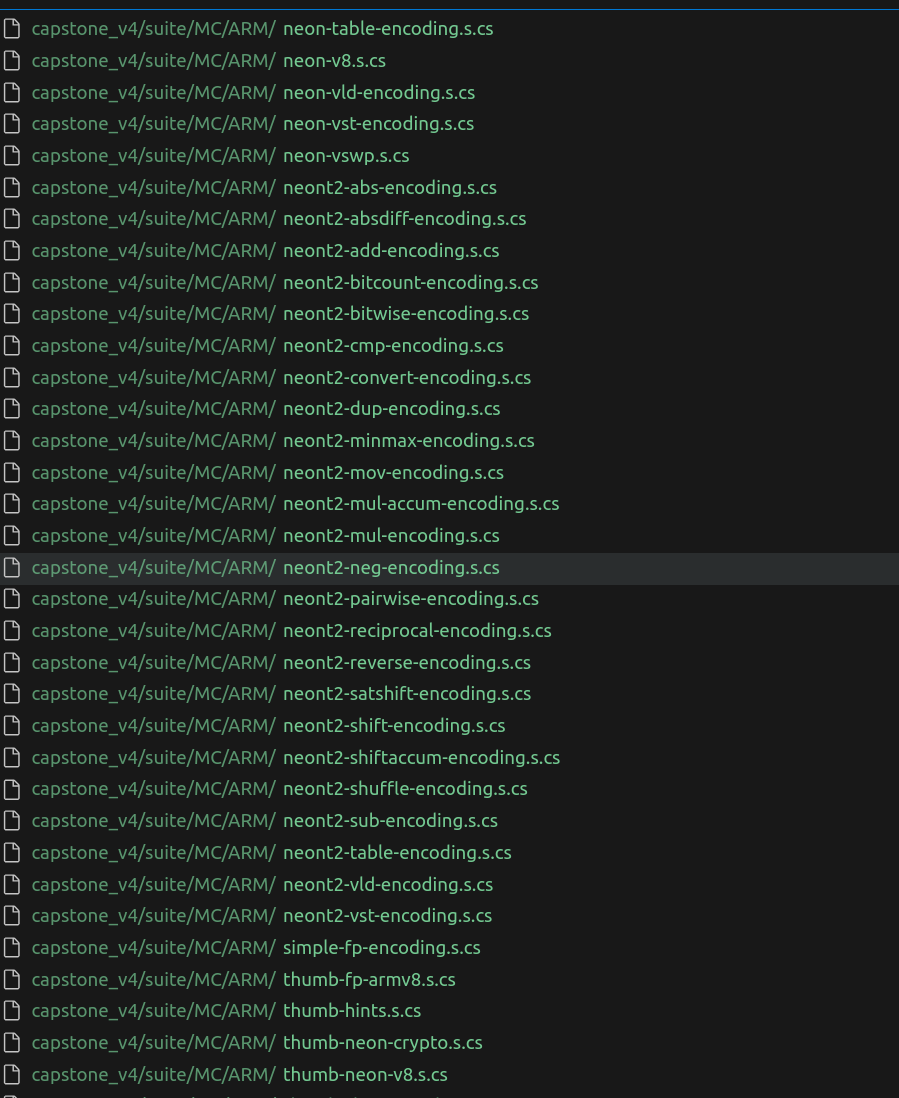 capstone_v4/suite/MC/ARM/ neon-table-encoding.s.cs
capstone_v4/suite/MC/ARM/ neon-v8.s.cs
capstone_v4/suite/MC/ARM/ neon-vld-encoding.s.cs
capstone_v4/suite/MC/ARM/ neon-vst-encoding.s.cs
capstone_v4/suite/MC/ARM/ neon-vswp.s.cs
capstone_v4/suite/MC/ARM/ neont2-abs-encoding.s.cs
capstone_v4/suite/MC/ARM/ neont2-absdiff-encoding.s.cs
capstone_v4/suite/MC/ARM/ neont2-add-encoding.s.cs
capstone_v4/suite/MC/ARM/ neont2-bitcount-encoding.s.cs
capstone_v4/suite/MC/ARM/ neont2-bitwise-encoding.s.cs
capstone_v4/suite/MC/ARM/ neont2-cmp-encoding.s.cs
capstone_v4/suite/MC/ARM/ neont2-convert-encoding.s.cs
capstone_v4/suite/MC/ARM/ neont2-dup-encoding.s.cs
capstone_v4/suite/MC/ARM/ neont2-minmax-encoding.s.cs
capstone_v4/suite/MC/ARM/ neont2-mov-encoding.s.cs
capstone_v4/suite/MC/ARM/ neont2-mul-accum-encoding.s.cs
capstone_v4/suite/MC/ARM/ neont2-mul-encoding.s.cs
capstone_v4/suite/MC/ARM/ neont2-neg-encoding.s.cs
capstone_v4/suite/MC/ARM/ neont2-pairwise-encoding.s.cs
capstone_v4/suite/MC/ARM/ neont2-reciprocal-encoding.s.cs
capstone_v4/suite/MC/ARM/ neont2-reverse-encoding.s.cs
capstone_v4/suite/MC/ARM/ neont2-satshift-encoding.s.cs
capstone_v4/suite/MC/ARM/ neont2-shift-encoding.s.cs
capstone_v4/suite/MC/ARM/ neont2-shiftaccum-encoding.s.cs
capstone_v4/suite/MC/ARM/ neont2-shuffle-encoding.s.cs
capstone_v4/suite/MC/ARM/ neont2-sub-encoding.s.cs
capstone_v4/suite/MC/ARM/ neont2-table-encoding.s.cs
capstone_v4/suite/MC/ARM/ neont2-vld-encoding.s.cs
capstone_v4/suite/MC/ARM/ neont2-vst-encoding.s.cs
capstone_v4/suite/MC/ARM/ simple-fp-encoding.s.cs
capstone_v4/suite/MC/ARM/ thumb-fp-armv8.s.cs
capstone_v4/suite/MC/ARM/ thumb-hints.s.cs
capstone_v4/suite/MC/ARM/ thumb-neon-crypto.s.cs
capstone_v4/suite/MC/ARM/ thumb-neon-v8.s.cs